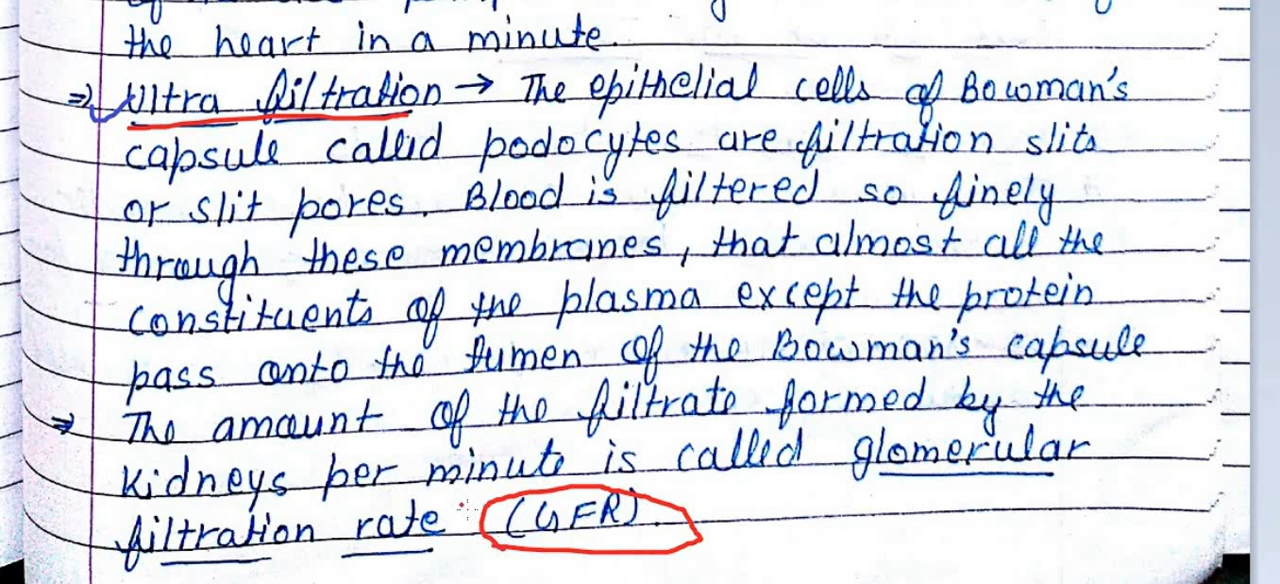 the heart in a minute.
⇒ Ultra filtration → The epithelial cells of Bowman's
capsule called podocytes are filtration slits
or slit pores. Blood is filtered so finely
through these membranes, that almost all the
constituents of the plasma except the protein
pass onto the lumen of the Bowman's capsule
⇒ The amount of the filtrate formed by the
kidneys per minute is called glomerular
filtration rate (GFR).